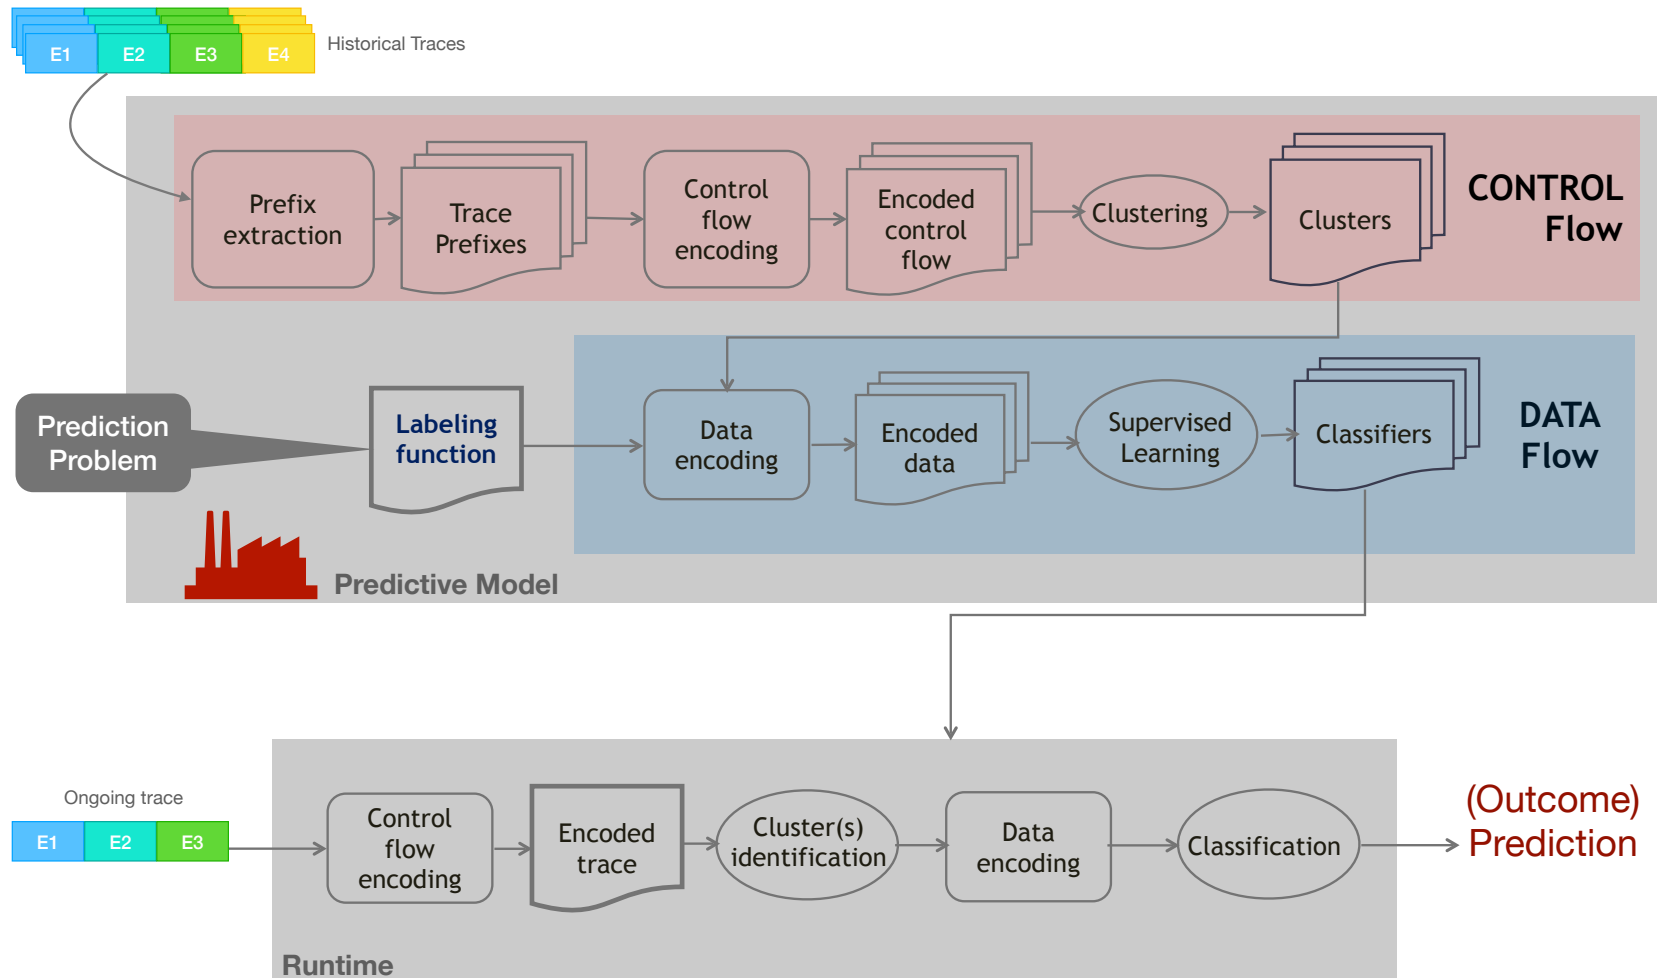 E1 E2 E3 E4
Historical Traces
Prefix
extraction
Trace
Prefixes
Control
flow
encoding
Encoded
control
flow
Clustering
Clusters
CONTROL
Flow
Prediction
Problem
Labeling
function
Data
encoding
Encoded
data
Supervised
Learning
Classifiers
DATA
Flow
Predictive Model
Ongoing trace
E1 E2 E3
Control
flow
encoding
Encoded
trace
Cluster(s)
identification
Data
encoding
Classification
(Outcome)
Prediction
Runtime